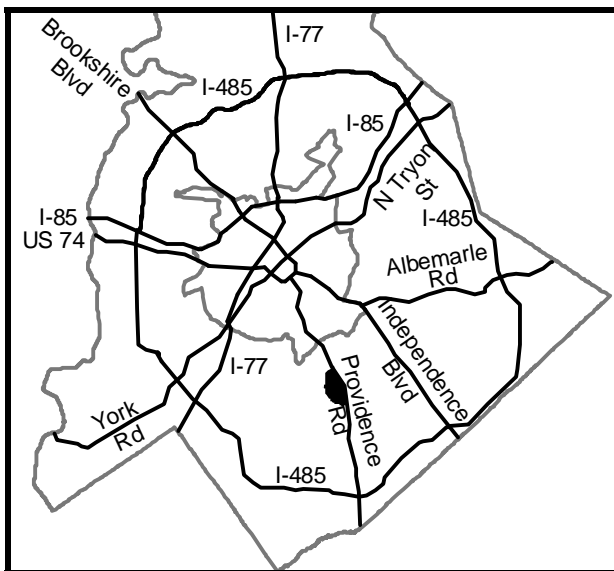 I-77
Brookshire
Blvd
I-485
I-85
N Tryon
St
I-85
US 74
I-485
Albemarle
Rd
Independence
Blvd
I-77
Providence
Rd
York
Rd
I-485